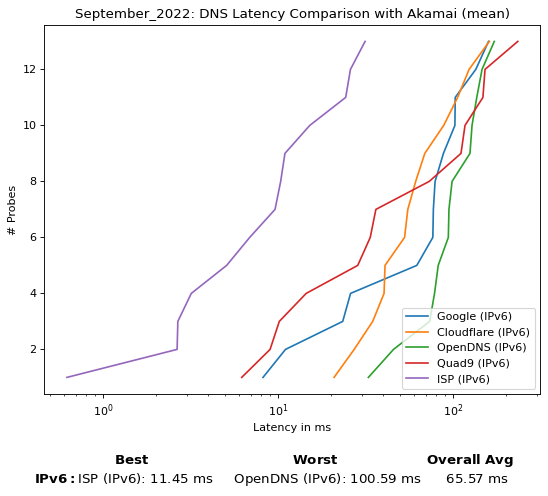 September_2022: DNS Latency Comparison with Akamai (mean)
# Probes
12
10
8
6
4
2
10⁰
10¹
10²
Latency in ms
Google (IPv6)
Cloudflare (IPv6)
OpenDNS (IPv6)
Quad9 (IPv6)
ISP (IPv6)
Best Worst Overall Avg
IPv6: ISP (IPv6): 11.45 ms OpenDNS (IPv6): 100.59 ms 65.57 ms